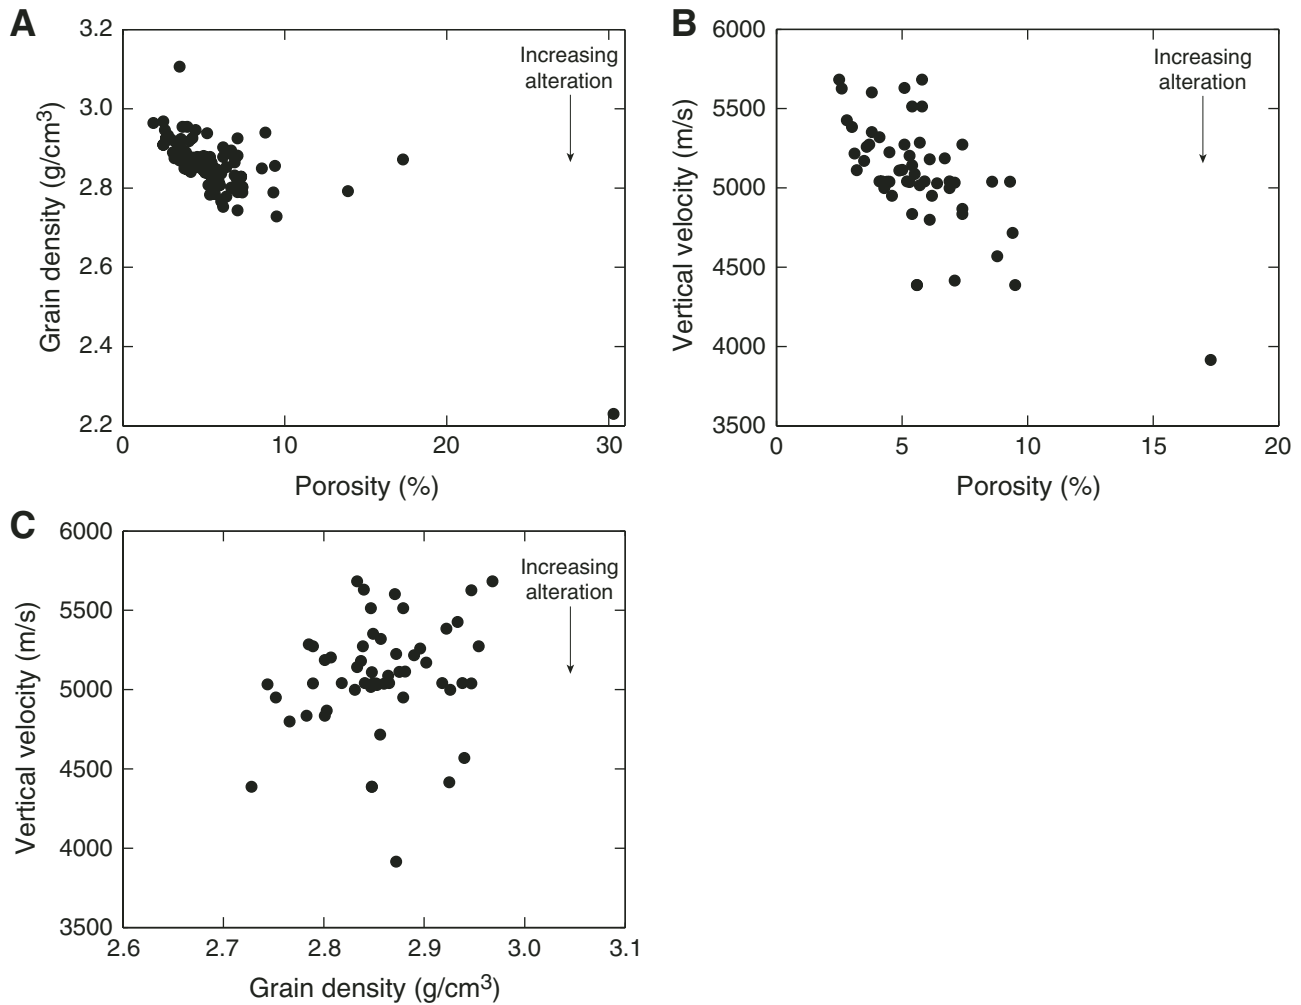 A
3.2
3.0
2.8
2.6
2.4
2.2
0
10
20
30
Grain density (g/cm3)
Porosity (%)
Increasing
alteration
B
6000
5500
5000
4500
4000
3500
0
5
10
15
20
Vertical velocity (m/s)
Porosity (%)
Increasing
alteration
C
6000
5500
5000
4500
4000
3500
2.6
2.7
2.8
2.9
3.0
3.1
Vertical velocity (m/s)
Grain density (g/cm3)
Increasing
alteration